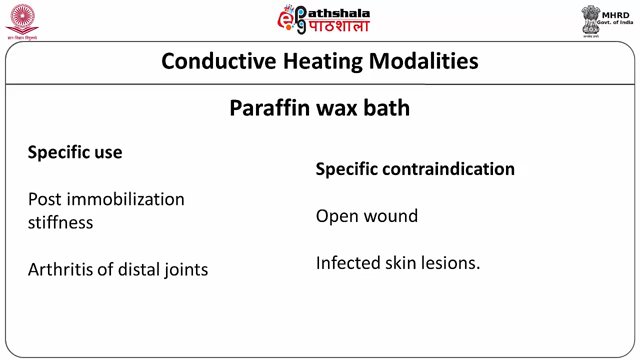 Pathshala
पाठशाला
MHRD
Govt. of India
Conductive Heating Modalities
Paraffin wax bath
Specific use
Post immobilization
stiffness
Arthritis of distal joints
Specific contraindication
Open wound
Infected skin lesions.